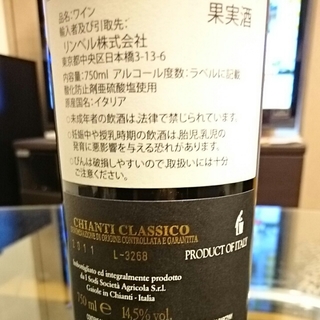 品名:ワイン
果実酒
輸入者及び引取先:
リンベル株式会社
東京都中央区日本橋3-13-6
内容量:750ml アルコール度数:ラベルに記載
酸化防止剤亜硫酸塩使用
原産国名:イタリア
○未成年者の飲酒は、法律で禁じられています。
○妊娠中や授乳時期の飲酒は、胎児、乳児の
発育に悪影響を与える恐れがあります。
○びんは破損しやすいので、取扱いには十分
ご注意ください。
CHIANTI CLASSICO
DENOMINAZIONE DI ORIGINE CONTROLLATA E GARANTITA
2011
L-3268
PRODUCT OF ITALY
Imbottigliato ed integralmente prodotto
da I Sodi Società Agricola S.r.l.
Gaiole in Chianti - Italia
750 ml e 14,5% vol.